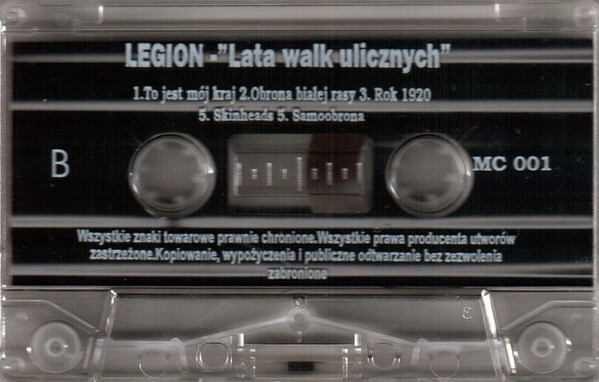 LEGION -"Lata walk ulicznych"
1.To jest mój kraj 2.Obrona białej rasy 3. Rok 1920
5. Skinheads 5. Samoobrona
B
MC 001
Wszystkie znaki towarowe prawnie chronione.Wszystkie prawa producenta utworów
zastrzeżone.Kopiowanie, wypożyczenia i publiczne odtwarzanie bez zezwolenia
zabronione
3